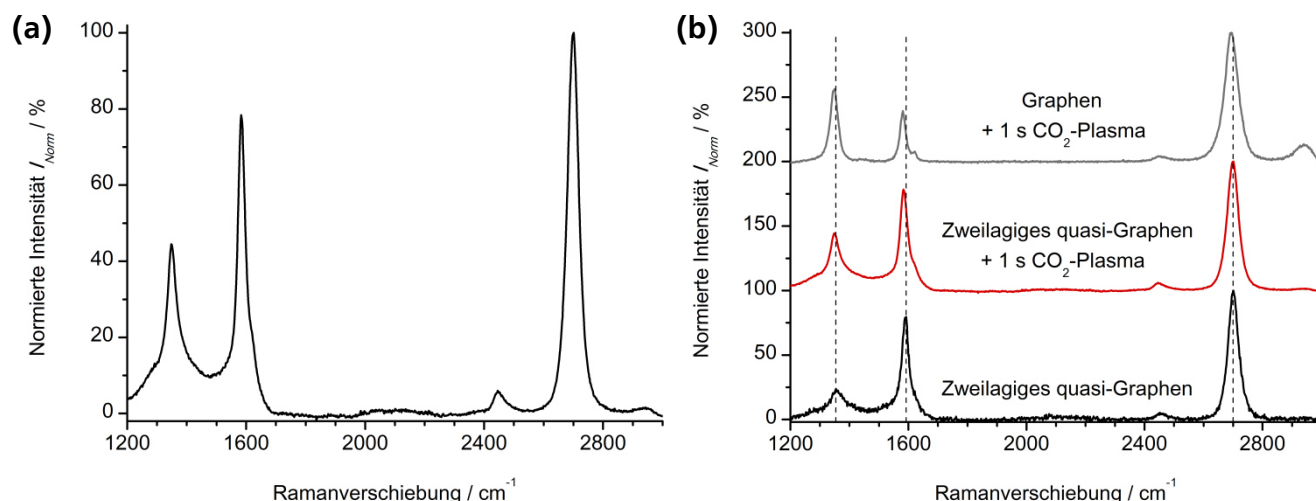 (a)
Normierte Intensität I_Norm / %
100
80
60
40
20
0
1200
1600
2000
2400
2800
Ramanverschiebung / cm⁻¹
(b)
Normierte Intensität I_Norm / %
300
250
200
150
100
50
0
Graphen
+ 1 s CO₂-Plasma
Zweilagiges quasi-Graphen
+ 1 s CO₂-Plasma
Zweilagiges quasi-Graphen
1200
1600
2000
2400
2800
Ramanverschiebung / cm⁻¹